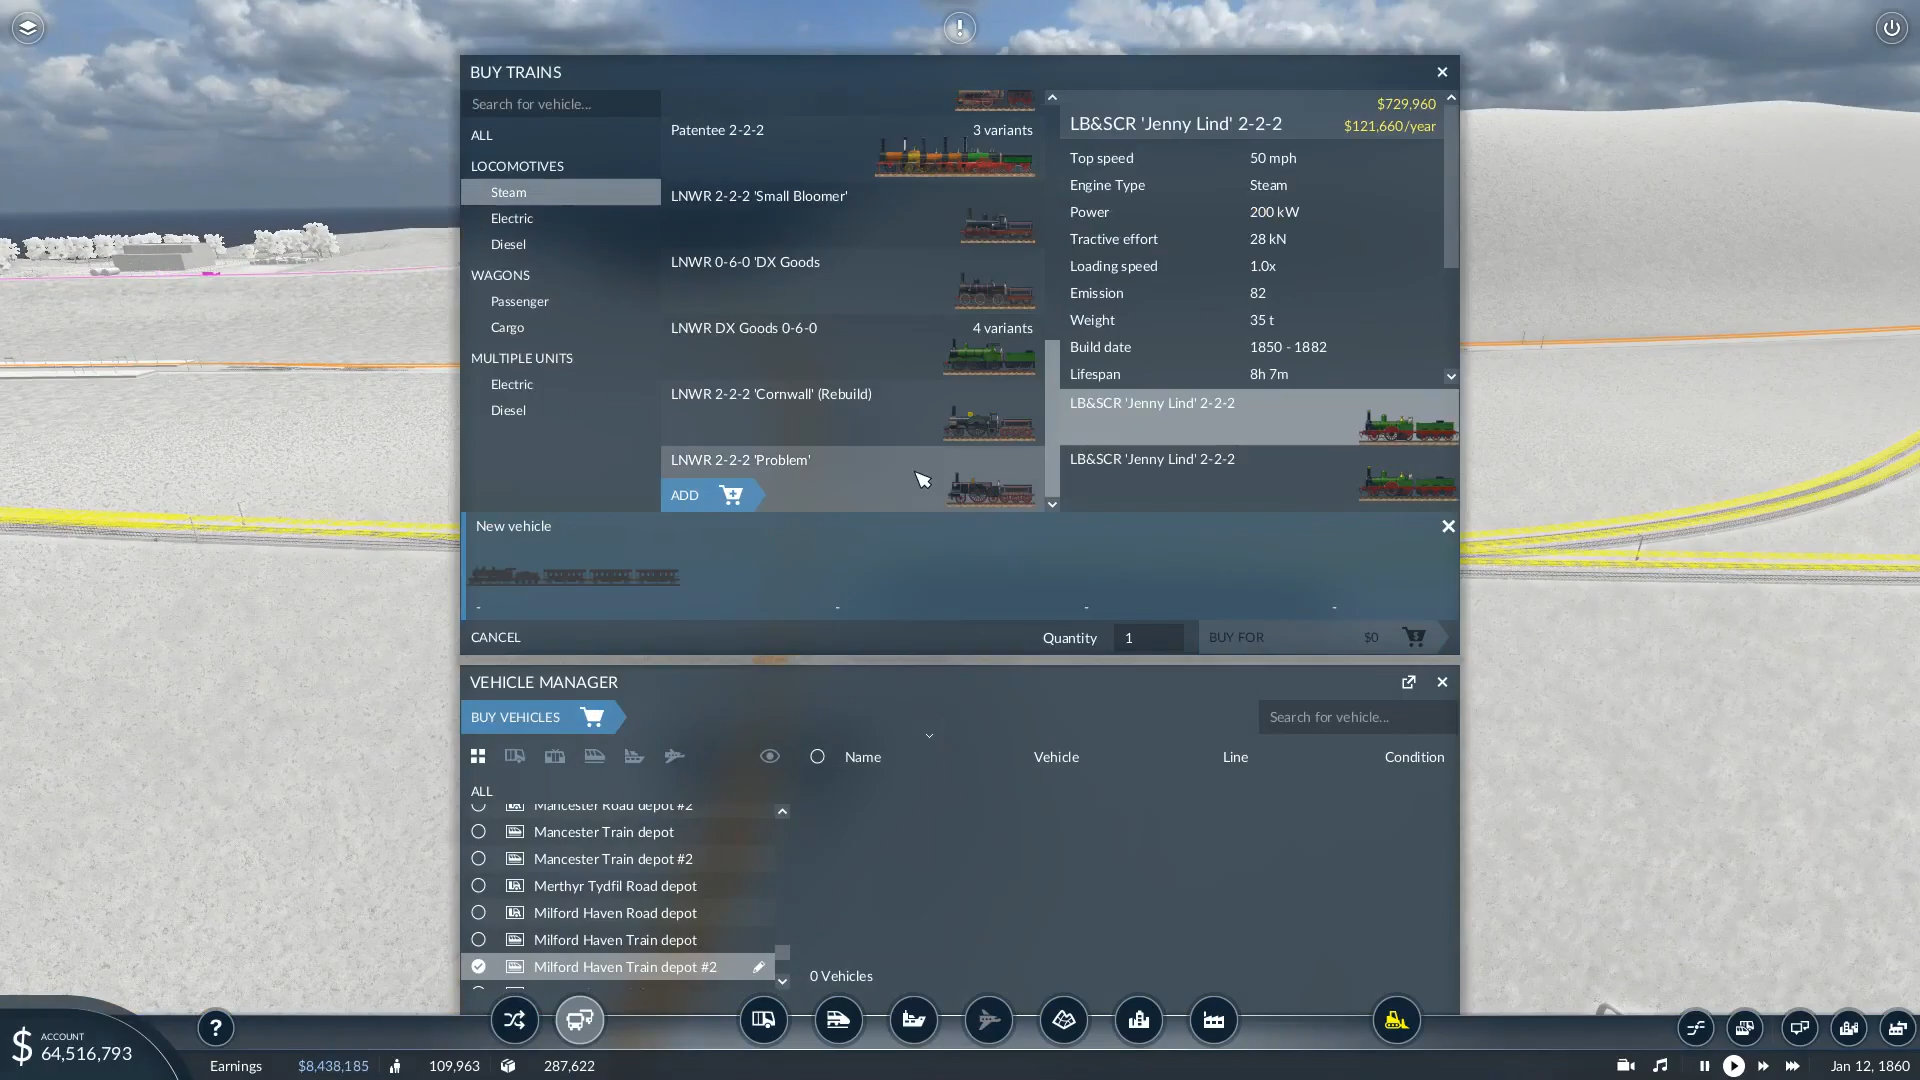 BUY TRAINS
Search for vehicle...
ALL
LOCOMOTIVES
Steam
Electric
Diesel
WAGONS
Passenger
Cargo
MULTIPLE UNITS
Electric
Diesel
Patentee 2-2-2 3 variants
LNWR 2-2-2 'Small Bloomer'
LNWR 0-6-0 'DX Goods
LNWR DX Goods 0-6-0 4 variants
LNWR 2-2-2 'Cornwall' (Rebuild)
LNWR 2-2-2 'Problem'
ADD
$729,960
LB&SCR 'Jenny Lind' 2-2-2 $121,660/year
Top speed 50 mph
Engine Type Steam
Power 200 kW
Tractive effort 28 kN
Loading speed 1.0x
Emission 82
Weight 35 t
Build date 1850 - 1882
Lifespan 8h 7m
LB&SCR 'Jenny Lind' 2-2-2
LB&SCR 'Jenny Lind' 2-2-2
New vehicle
- - - -
CANCEL Quantity 1 BUY FOR $0
VEHICLE MANAGER
BUY VEHICLES Search for vehicle...
Name Vehicle Line Condition
ALL
Mancester Road depot #2
Mancester Train depot
Mancester Train depot #2
Merthyr Tydfil Road depot
Milford Haven Road depot
Milford Haven Train depot
Milford Haven Train depot #2
0 Vehicles
$ ACCOUNT
64,516,793
?
Earnings $8,438,185 109,963 287,622 Jan 12, 1860